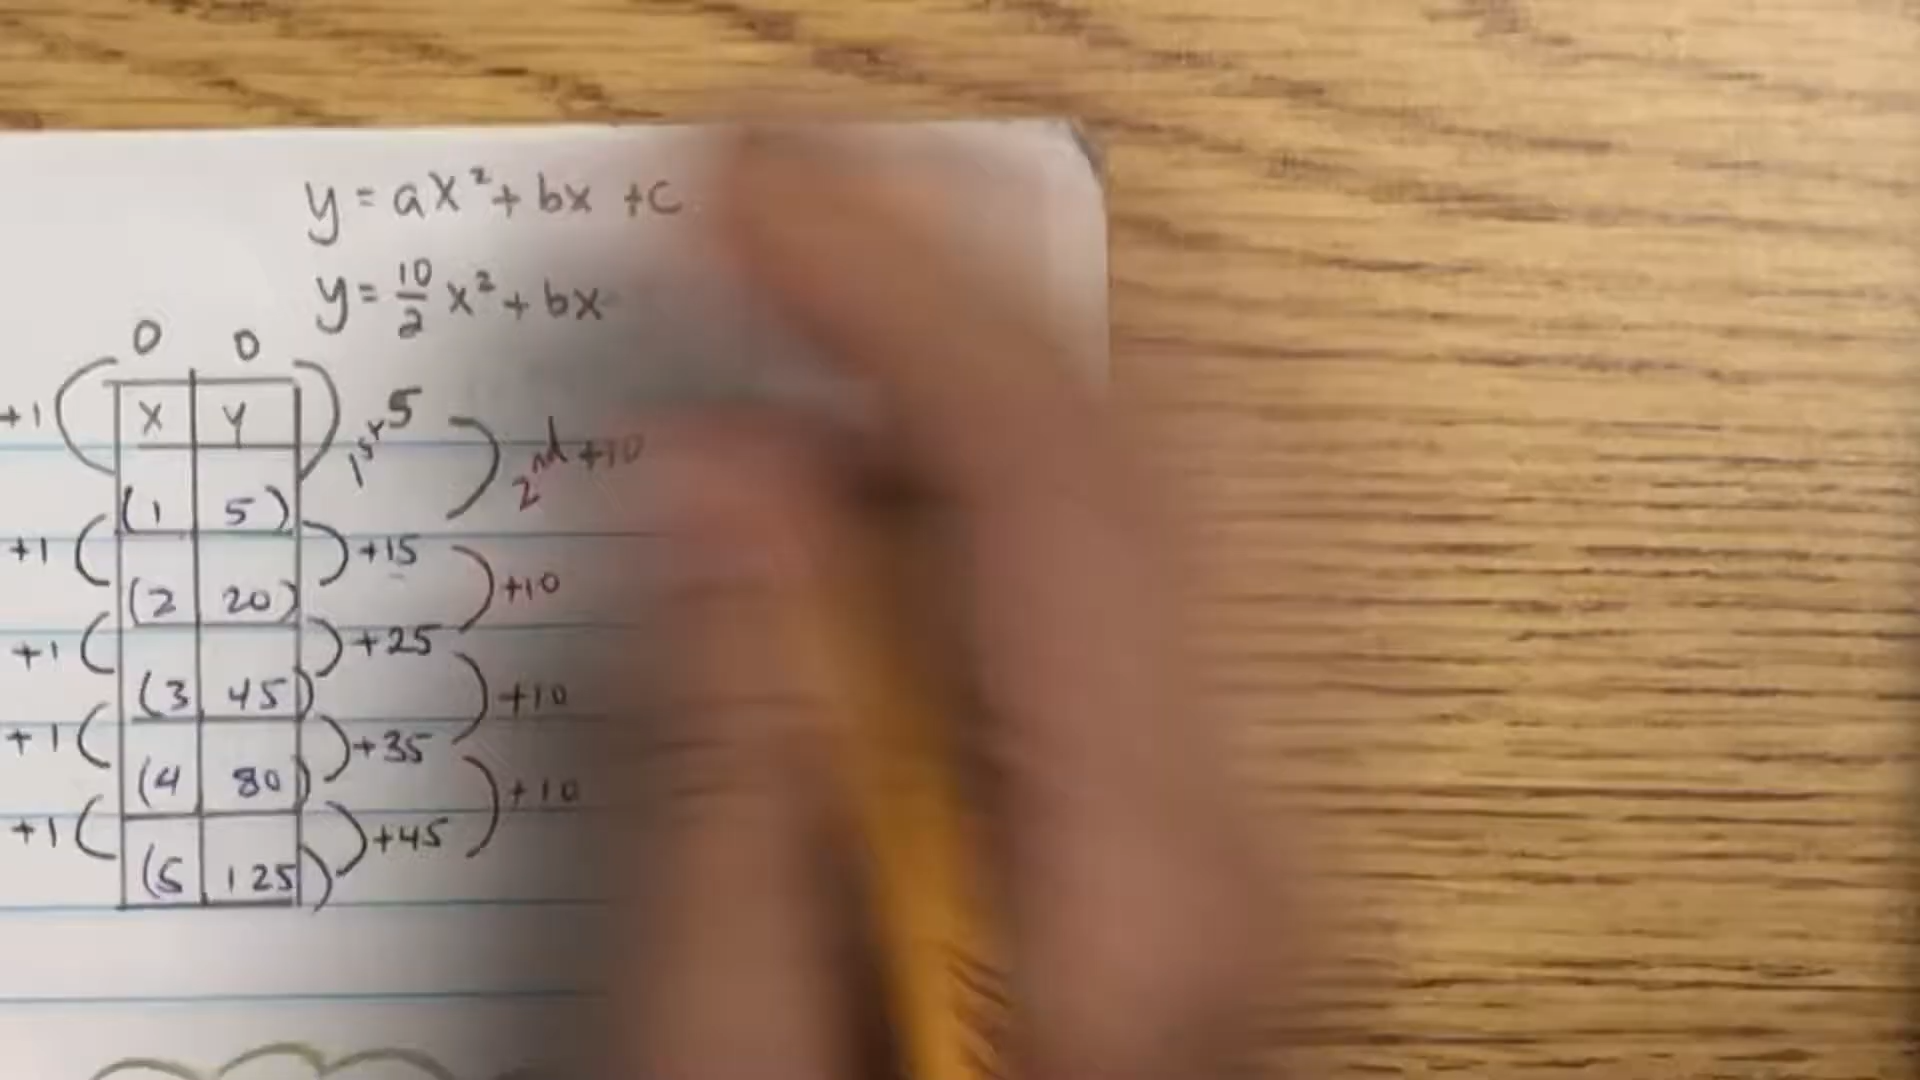 y = ax² + bx + c
y = 10/2 x² + bx
0 0
+1 X Y 1st 5 2nd +10
(1 5)
+1 +15 +10
(2 20)
+1 +25
(3 45) +10
+1 +35
(4 80) +10
+1 +45
(5 125)